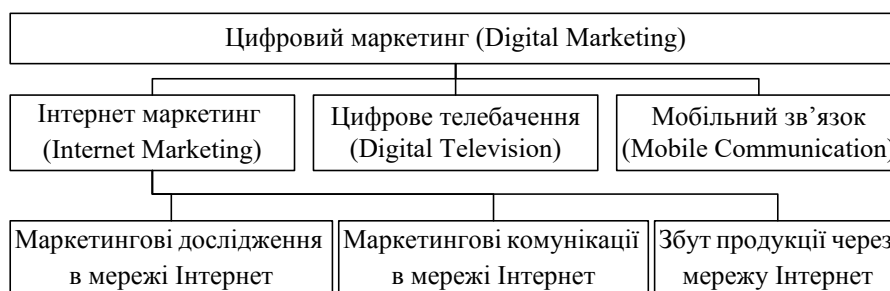 Цифровий маркетинг (Digital Marketing)
Інтернет маркетинг
(Internet Marketing)
Цифрове телебачення
(Digital Television)
Мобільний зв’язок
(Mobile Communication)
Маркетингові дослідження
в мережі Інтернет
Маркетингові комунікації
в мережі Інтернет
Збут продукції через
мережу Інтернет